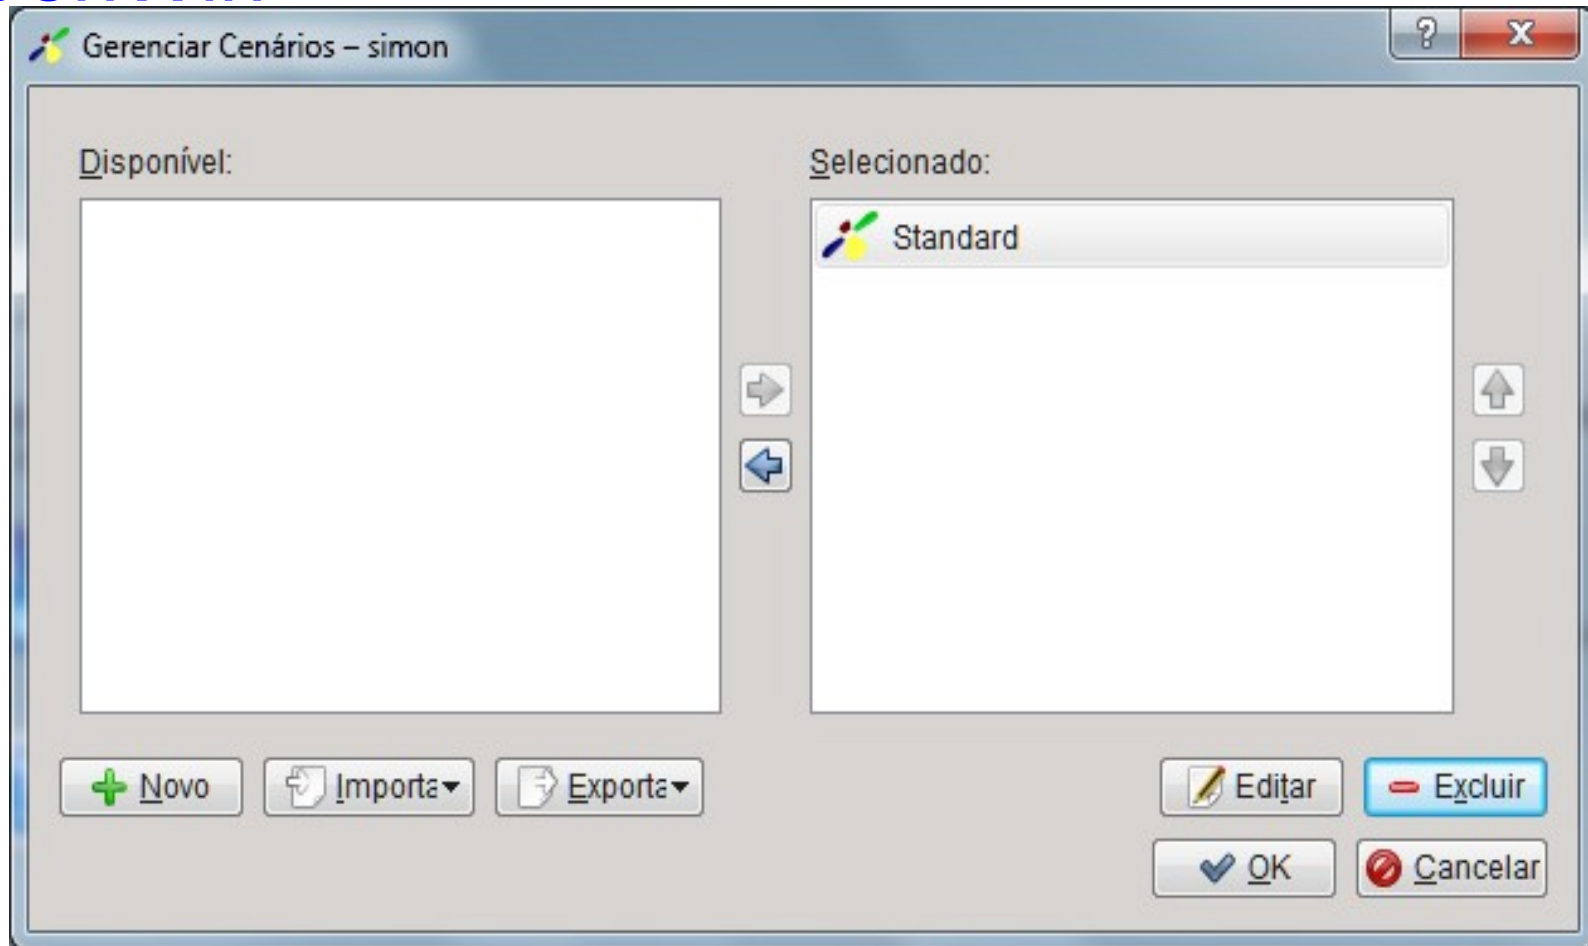 Gerenciar Cenários – simon
?
Disponível:
Selecionado:
Standard
Novo
Importa
Exporta
Editar
Excluir
OK
Cancelar